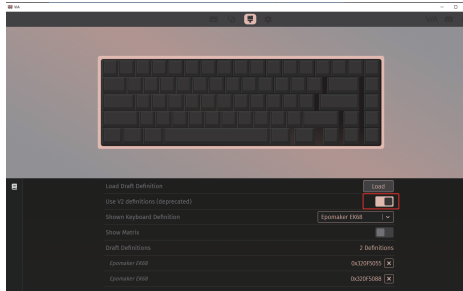 VIA
Load Draft Definition
Load
Use V2 definitions (deprecated)
Shown Keyboard Definition
Epomaker EK68
Show Matrix
Draft Definitions
2 Definitions
Epomaker EK68
0x320F5055
Epomaker EK68
0x320F5088